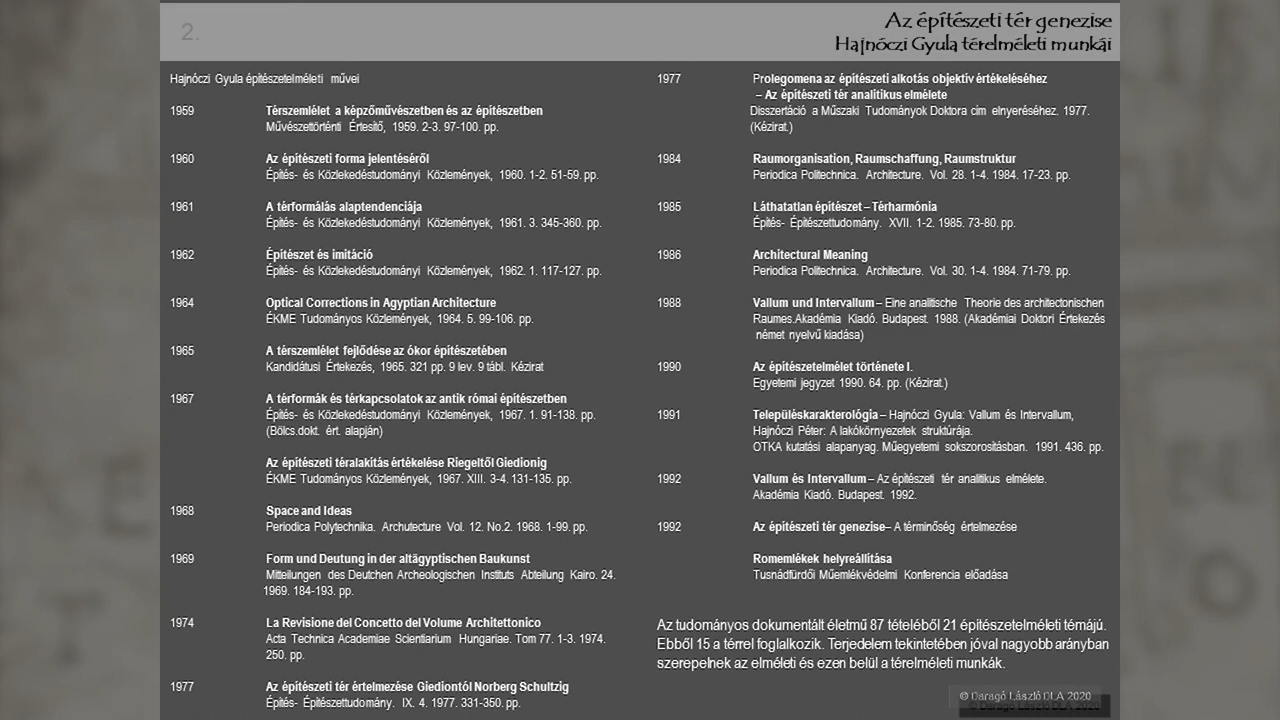 2.
Az építészeti tér genezise
Hajnóczi Gyula térelméleti munkái
Hajnóczi Gyula építészetelméleti művei
1959 Térszemlélet a képzőművészetben és az építészetben
Művészettörténti Értesítő, 1959. 2-3. 97-100. pp.
1960 Az építészeti forma jelentéséről
Építés- és Közlekedéstudományi Közlemények, 1960. 1-2. 51-59. pp.
1961 A térformálás alaptendenciája
Építés- és Közlekedéstudományi Közlemények, 1961. 3. 345-360. pp.
1962 Építészet és imitáció
Építés- és Közlekedéstudományi Közlemények, 1962. 1. 117-127. pp.
1964 Optical Corrections in Agyptian Architecture
ÉKME Tudományos Közlemények, 1964. 5. 99-106. pp.
1965 A térszemlélet fejlődése az ókor építészetében
Kandidátusi Értekezés, 1965. 321 pp. 9 lev. 9 tábl. Kézirat
1967 A térformák és térkapcsolatok az antik római építészetben
Építés- és Közlekedéstudományi Közlemények, 1967. 1. 91-138. pp.
(Bölcs.dokt. ért. alapján)
Az építészeti téralakítás értékelése Riegeltől Giedionig
ÉKME Tudományos Közlemények, 1967. XIII. 3-4. 131-135. pp.
1968 Space and Ideas
Periodica Polytechnika. Archutecture Vol. 12. No.2. 1968. 1-99. pp.
1969 Form und Deutung in der altägyptischen Baukunst
Mitteilungen des Deutchen Archeologischen Instituts Abteilung Kairo. 24.
1969. 184-193. pp.
1974 La Revisione del Concetto del Volume Architettonico
Acta Technica Academiae Scientiarium Hungariae. Tom 77. 1-3. 1974.
250. pp.
1977 Az építészeti tér értelmezése Giediontól Norberg Schultzig
Építés- Építészettudomány. IX. 4. 1977. 331-350. pp.
1977 Prolegomena az építészeti alkotás objektív értékeléséhez
– Az építészeti tér analitikus elmélete
Disszertáció a Műszaki Tudományok Doktora cím elnyeréséhez. 1977.
(Kézirat.)
1984 Raumorganisation, Raumschaffung, Raumstruktur
Periodica Politechnica. Architecture. Vol. 28. 1-4. 1984. 17-23. pp.
1985 Láthatatlan építészet – Térharmónia
Építés- Építészettudomány. XVII. 1-2. 1985. 73-80. pp.
1986 Architectural Meaning
Periodica Politechnica. Architecture. Vol. 30. 1-4. 1984. 71-79. pp.
1988 Vallum und Intervallum – Eine analitische Theorie des architectonischen
Raumes.Akadémia Kiadó. Budapest. 1988. (Akadémiai Doktori Értekezés
német nyelvű kiadása)
1990 Az építészetelmélet története I.
Egyetemi jegyzet 1990. 64. pp. (Kézirat.)
1991 Településkarakterológia – Hajnóczi Gyula: Vallum és Intervallum,
Hajnóczi Péter: A lakókörnyezetek struktúrája.
OTKA kutatási alapanyag. Műegyetemi sokszorosításban. 1991. 436. pp.
1992 Vallum és Intervallum – Az építészeti tér analitikus elmélete.
Akadémia Kiadó. Budapest. 1992.
1992 Az építészeti tér genezise– A términőség értelmezése
Romemlékek helyreállítása
Tusnádfürdői Műemlékvédelmi Konferencia előadása
Az tudományos dokumentált életmű 87 tételéből 21 építészetelméleti témájú.
Ebből 15 a térrel foglalkozik. Terjedelem tekintetében jóval nagyobb arányban
szerepelnek az elméleti és ezen belül a térelméleti munkák.
© Daragó László DLA 2020